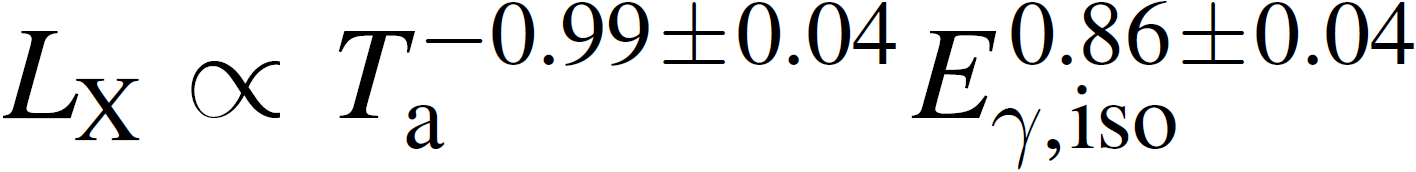 L_X ∝ T_a^{−0.99±0.04} E_{γ,iso}^{0.86±0.04}